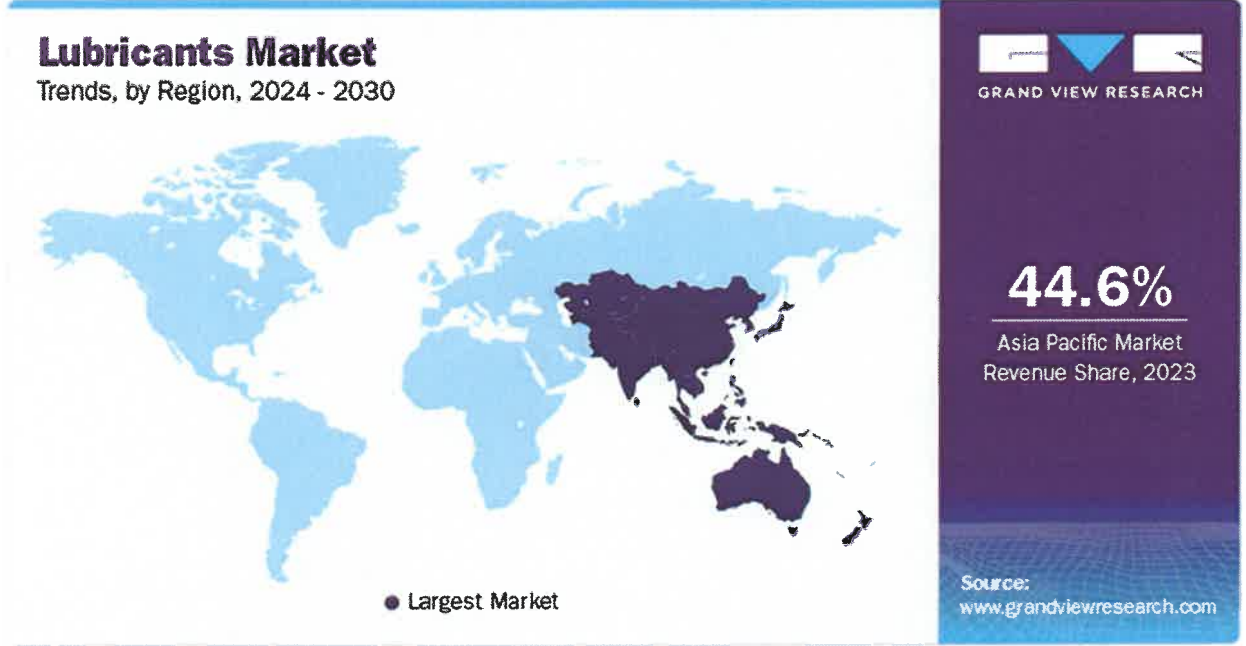 Lubricants Market
Trends, by Region, 2024 - 2030
GRAND VIEW RESEARCH
44.6%
Asia Pacific Market
Revenue Share, 2023
Largest Market
Source:
www.grandviewresearch.com